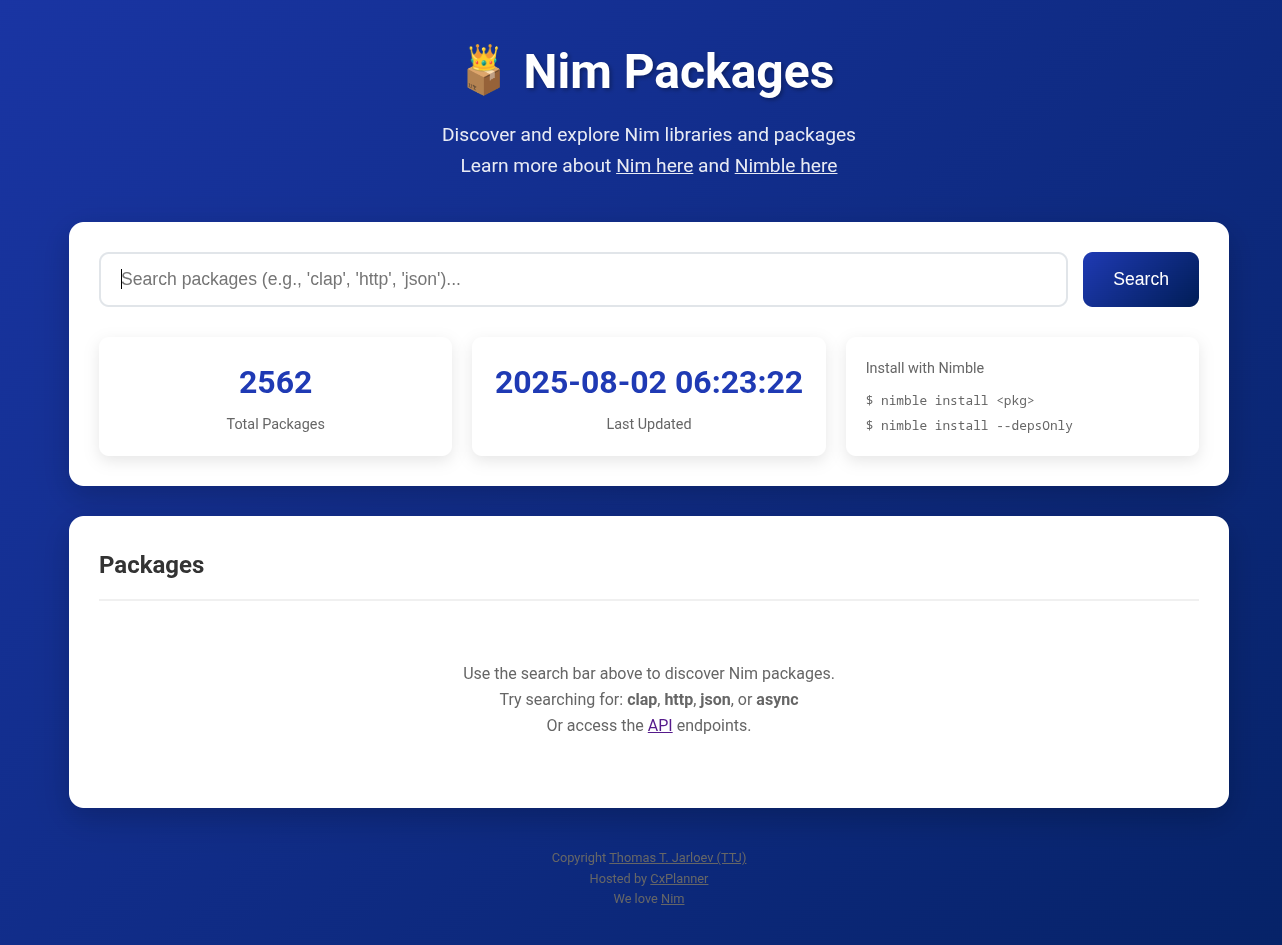 Nim Packages
Discover and explore Nim libraries and packages
Learn more about Nim here and Nimble here
Search packages (e.g., 'clap', 'http', 'json')...
Search
2562
Total Packages
2025-08-02 06:23:22
Last Updated
Install with Nimble
$ nimble install <pkg>
$ nimble install --depsOnly
Packages
Use the search bar above to discover Nim packages.
Try searching for: clap, http, json, or async
Or access the API endpoints.
Copyright Thomas T. Jarloev (TTJ)
Hosted by CxPlanner
We love Nim